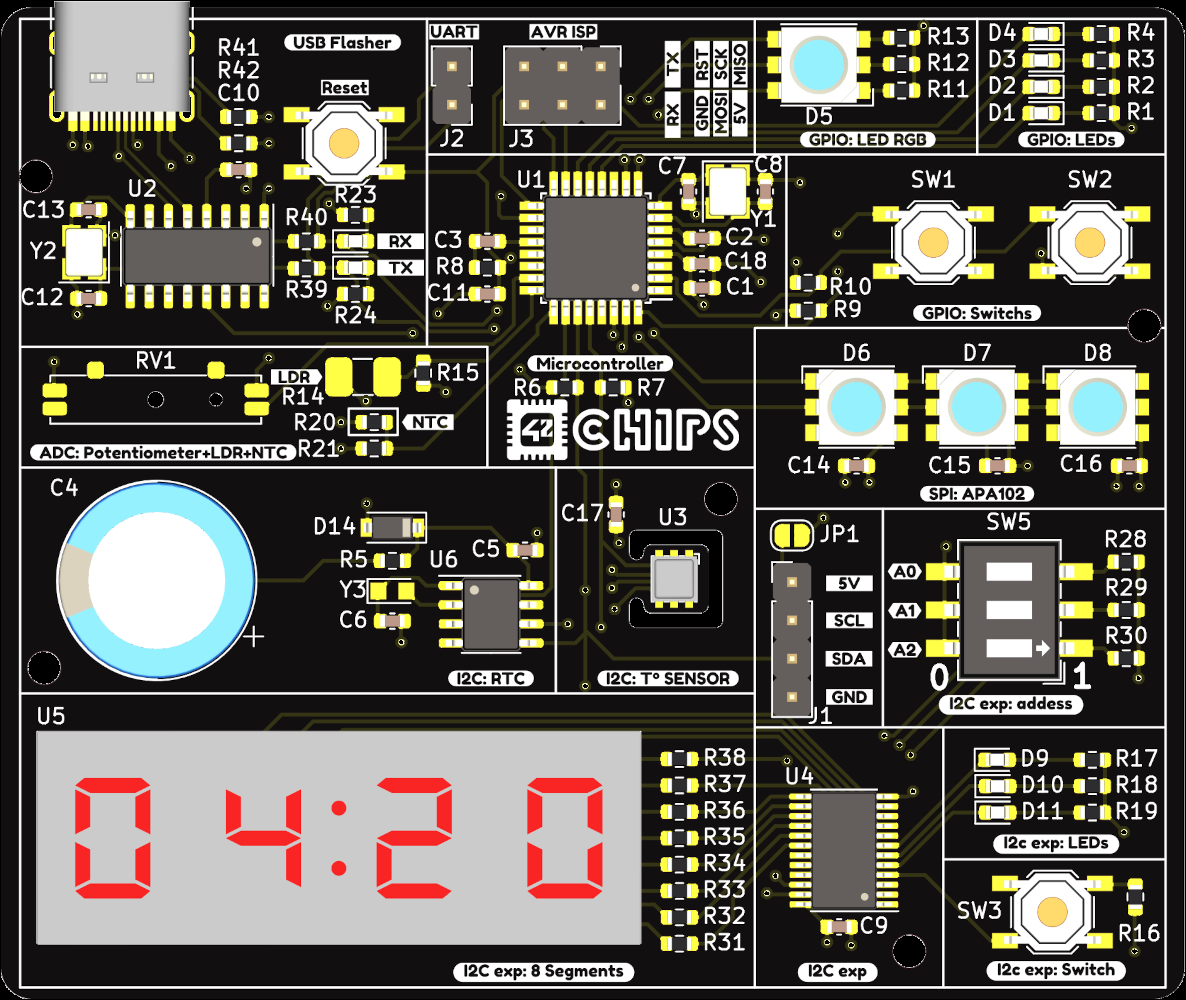 R41
R42
C10
USB Flasher
Reset
U2
C13
Y2
C12
R23
R40
RX
TX
R39
R24
UART
J2
AVR ISP
J3
TX
RX
RST
GND
SCK
MOSI
MISO
5V
R13
R12
R11
D5
GPIO: LED RGB
D4
R4
D3
R3
D2
R2
D1
R1
GPIO: LEDs
U1
C7
C8
Y1
C3
R8
C11
C2
C18
C1
Microcontroller
R6
R7
42
CHIPS
SW1
SW2
R10
R9
GPIO: Switchs
RV1
LDR
R14
R15
R20
NTC
R21
ADC: Potentiometer+LDR+NTC
D6
D7
D8
C14
C15
C16
SPI: APA102
C4
+
D14
R5
U6
C5
Y3
C6
I2C: RTC
C17
U3
I2C: T° SENSOR
JP1
5V
SCL
SDA
GND
J1
SW5
A0
A1
A2
R28
R29
R30
0
1
I2C exp: addess
U5
04:20
R38
R37
R36
R35
R34
R33
R32
R31
I2C exp: 8 Segments
U4
C9
I2C exp
D9
R17
D10
R18
D11
R19
I2c exp: LEDs
SW3
R16
I2c exp: Switch